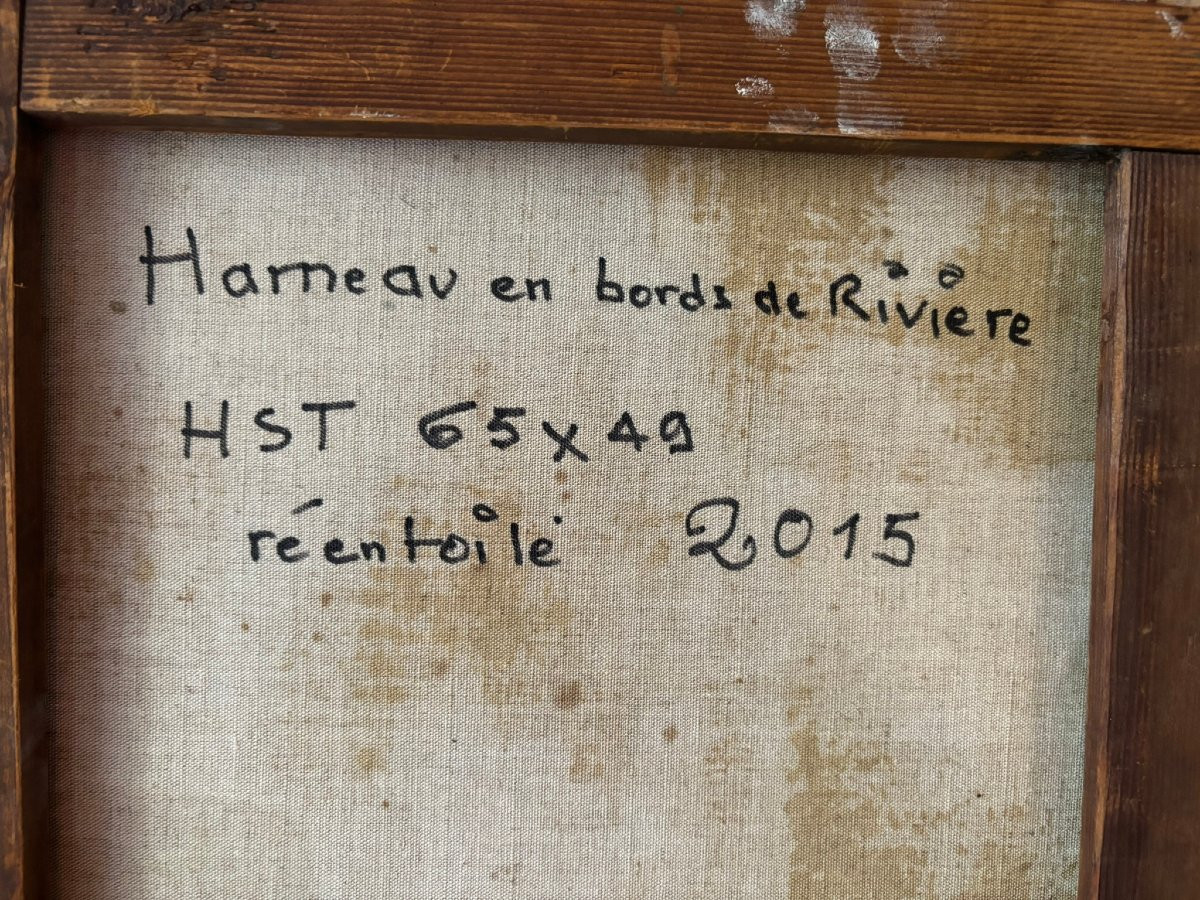 Hameau en bords de Rivière
HST 65x49
réentoilé 2015